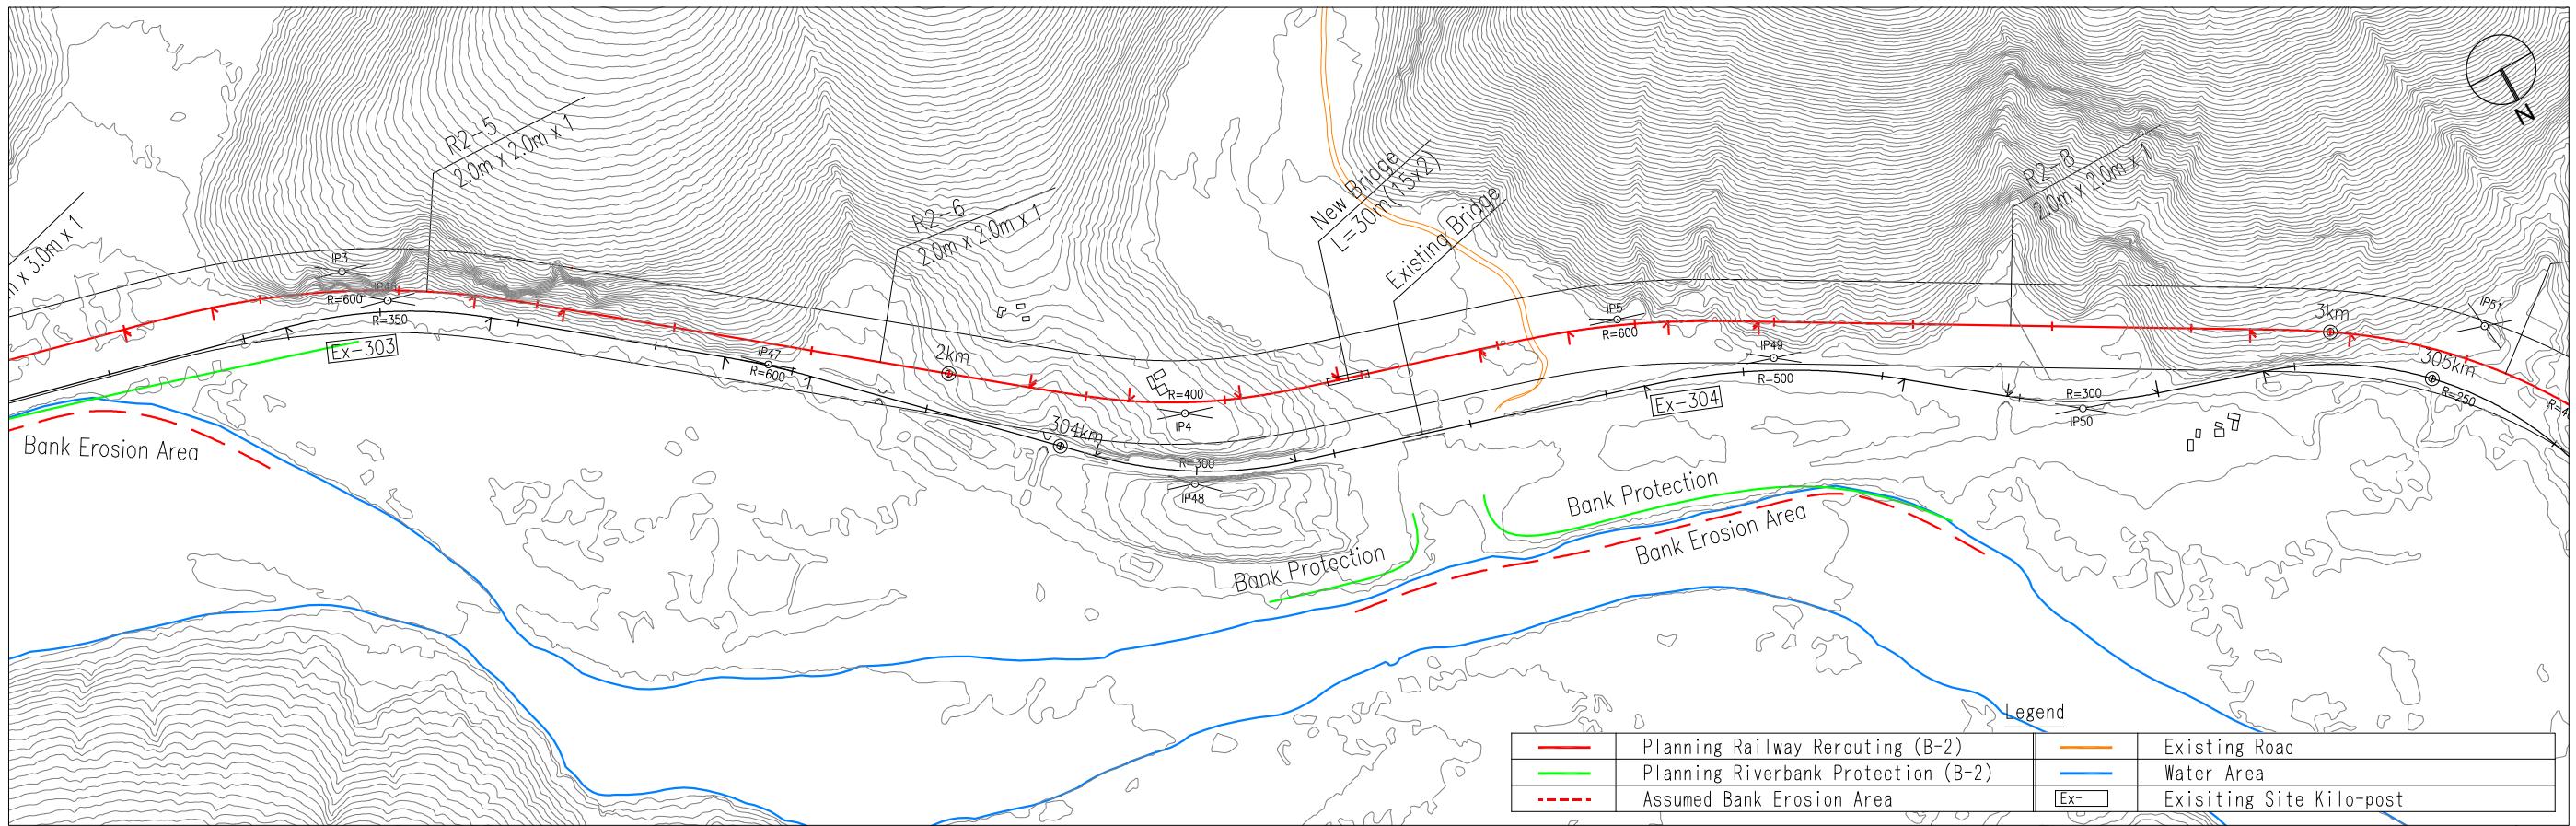 N
R2-5
2.0m x 2.0m x 1
m x 3.0m x 1
R2-6
2.0m x 2.0m x 1
New Bridge
L=30m(15x2)
Existing Bridge
R2-8
2.0m x 2.0m x 1
IP3
R=600
IP46
R=350
Ex-303
IP47
R=600
2km
304km
R=400
IP4
R=300
IP48
IP5
R=600
IP49
R=500
Ex-304
R=300
IP50
3km
IP51
305km
R=250
Bank Erosion Area
Bank Protection
Bank Protection
Bank Erosion Area
Legend
Planning Railway Rerouting (B-2)
Existing Road
Planning Riverbank Protection (B-2)
Water Area
Assumed Bank Erosion Area
Ex-
Exisiting Site Kilo-post